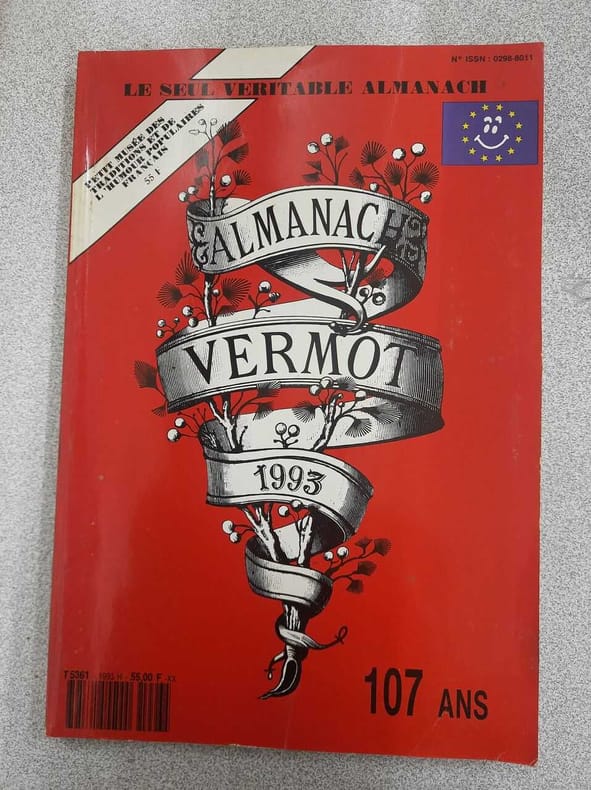 N° ISSN : 0298-8011
LE SEUL VERITABLE ALMANACH
PETIT MUSÉE DES
TRADITIONS ET DE
L'HUMOUR POPULAIRES
FRANÇAIS
55 F
ALMANACH
VERMOT
1993
T5361 - 1993 H - 55,00 F -XX
107 ANS